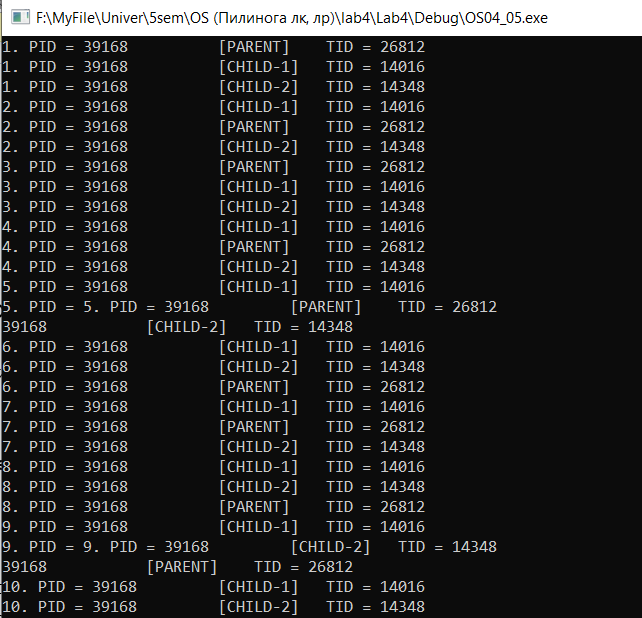 F:\MyFile\Univer\5sem\OS (Пилинога лк, лр)\lab4\Lab4\Debug\OS04_05.exe
1. PID = 39168          [PARENT]    TID = 26812
1. PID = 39168          [CHILD-1]   TID = 14016
1. PID = 39168          [CHILD-2]   TID = 14348
2. PID = 39168          [CHILD-1]   TID = 14016
2. PID = 39168          [PARENT]    TID = 26812
2. PID = 39168          [CHILD-2]   TID = 14348
3. PID = 39168          [PARENT]    TID = 26812
3. PID = 39168          [CHILD-1]   TID = 14016
3. PID = 39168          [CHILD-2]   TID = 14348
4. PID = 39168          [CHILD-1]   TID = 14016
4. PID = 39168          [PARENT]    TID = 26812
4. PID = 39168          [CHILD-2]   TID = 14348
5. PID = 39168          [CHILD-1]   TID = 14016
5. PID = 5. PID = 39168         [PARENT]    TID = 26812
39168           [CHILD-2]   TID = 14348
6. PID = 39168          [CHILD-1]   TID = 14016
6. PID = 39168          [CHILD-2]   TID = 14348
6. PID = 39168          [PARENT]    TID = 26812
7. PID = 39168          [CHILD-1]   TID = 14016
7. PID = 39168          [PARENT]    TID = 26812
7. PID = 39168          [CHILD-2]   TID = 14348
8. PID = 39168          [CHILD-1]   TID = 14016
8. PID = 39168          [CHILD-2]   TID = 14348
8. PID = 39168          [PARENT]    TID = 26812
9. PID = 39168          [CHILD-1]   TID = 14016
9. PID = 9. PID = 39168         [CHILD-2]   TID = 14348
39168           [PARENT]    TID = 26812
10. PID = 39168         [CHILD-1]   TID = 14016
10. PID = 39168         [CHILD-2]   TID = 14348